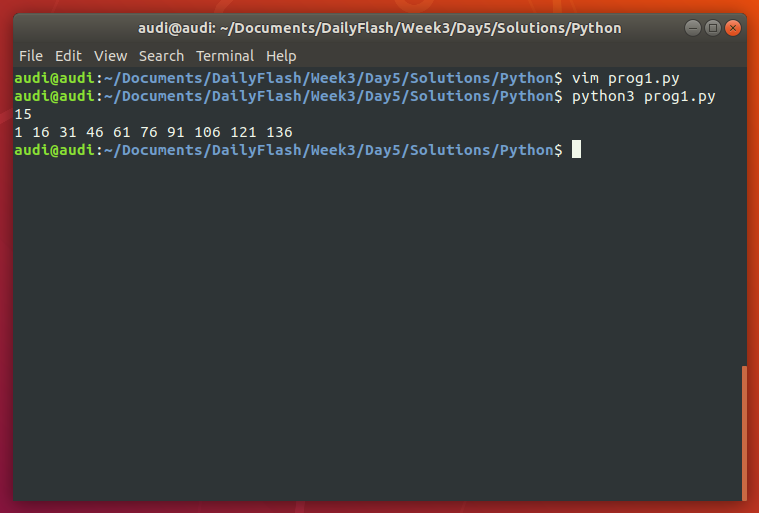 audi@audi: ~/Documents/DailyFlash/Week3/Day5/Solutions/Python
File Edit View Search Terminal Help
audi@audi:~/Documents/DailyFlash/Week3/Day5/Solutions/Python$ vim prog1.py
audi@audi:~/Documents/DailyFlash/Week3/Day5/Solutions/Python$ python3 prog1.py
15
1 16 31 46 61 76 91 106 121 136
audi@audi:~/Documents/DailyFlash/Week3/Day5/Solutions/Python$